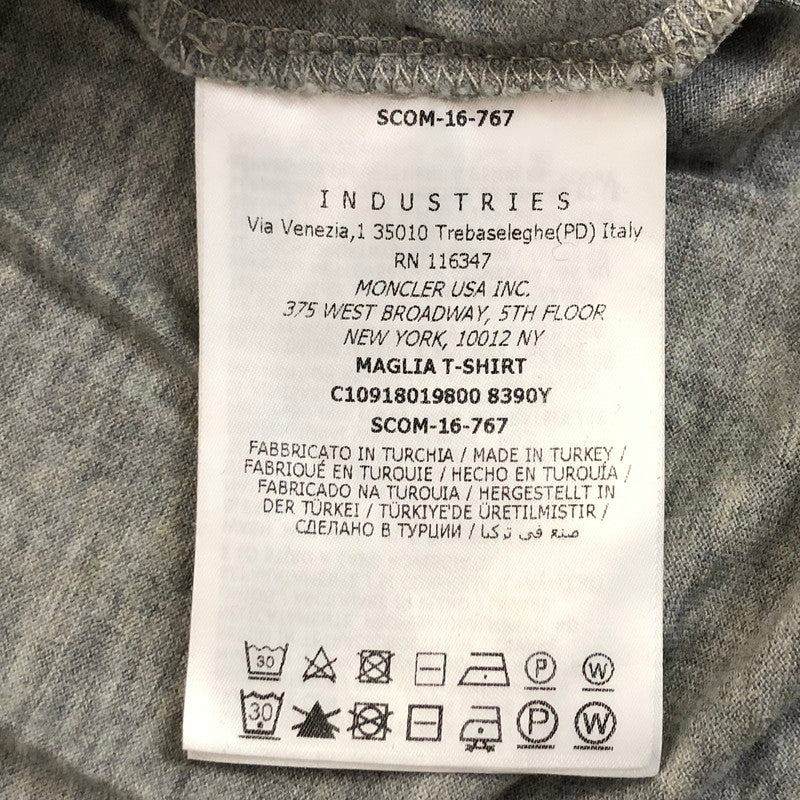 SCOM-16-767
INDUSTRIES
Via Venezia,1 35010 Trebaseleghe(PD) Italy
RN 116347
MONCLER USA INC.
375 WEST BROADWAY, 5TH FLOOR
NEW YORK, 10012 NY
MAGLIA T-SHIRT
C10918019800 8390Y
SCOM-16-767
FABBRICATO IN TURCHIA / MADE IN TURKEY /
FABRIQUÉ EN TURQUIE / HECHO EN TURQUÍA /
FABRICADO NA TURQUIA / HERGESTELLT IN
DER TÜRKEI / TÜRKIYE'DE ÜRETILMISTIR /
СДЕЛАНО В ТУРЦИИ / صنع في تركيا
30 P W
30 P W